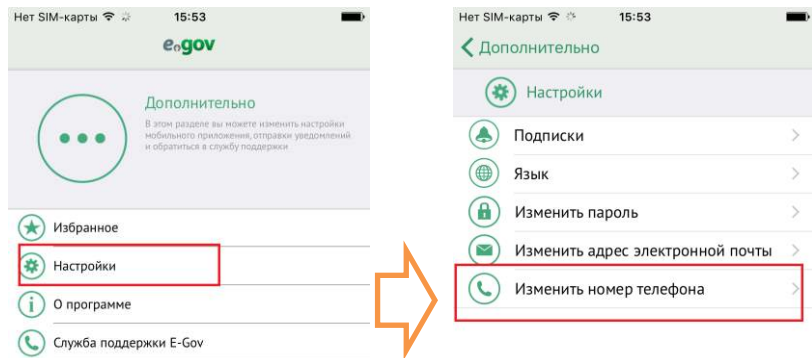 Нет SIM-карты 15:53
egov
Дополнительно
В этом разделе вы можете изменить настройки
мобильного приложения, отправки уведомлений
и обратиться в службу поддержки
Избранное
Настройки
О программе
Служба поддержки E-Gov
Нет SIM-карты 15:53
Дополнительно
Настройки
Подписки
Язык
Изменить пароль
Изменить адрес электронной почты
Изменить номер телефона